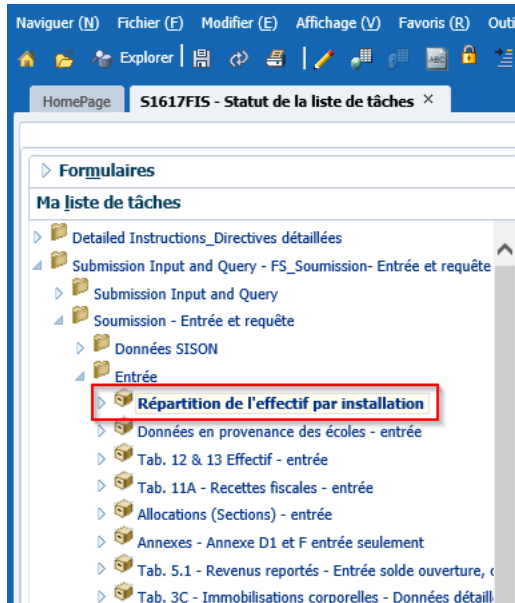 Naviguer (N) Fichier (F) Modifier (E) Affichage (V) Favoris (R) Outi
Explorer ABC
HomePage S1617FIS - Statut de la liste de tâches ×
Formulaires
Ma liste de tâches
Detailed Instructions_Directives détaillées
Submission Input and Query - FS_Soumission- Entrée et requête
Submission Input and Query
Soumission - Entrée et requête
Données SISON
Entrée
Répartition de l'effectif par installation
Données en provenance des écoles - entrée
Tab. 12 & 13 Effectif - entrée
Tab. 11A - Recettes fiscales - entrée
Allocations (Sections) - entrée
Annexes - Annexe D1 et F entrée seulement
Tab. 5.1 - Revenus reportés - Entrée solde ouverture,
Tab. 3C - Immobilisations corporelles - Données détaill